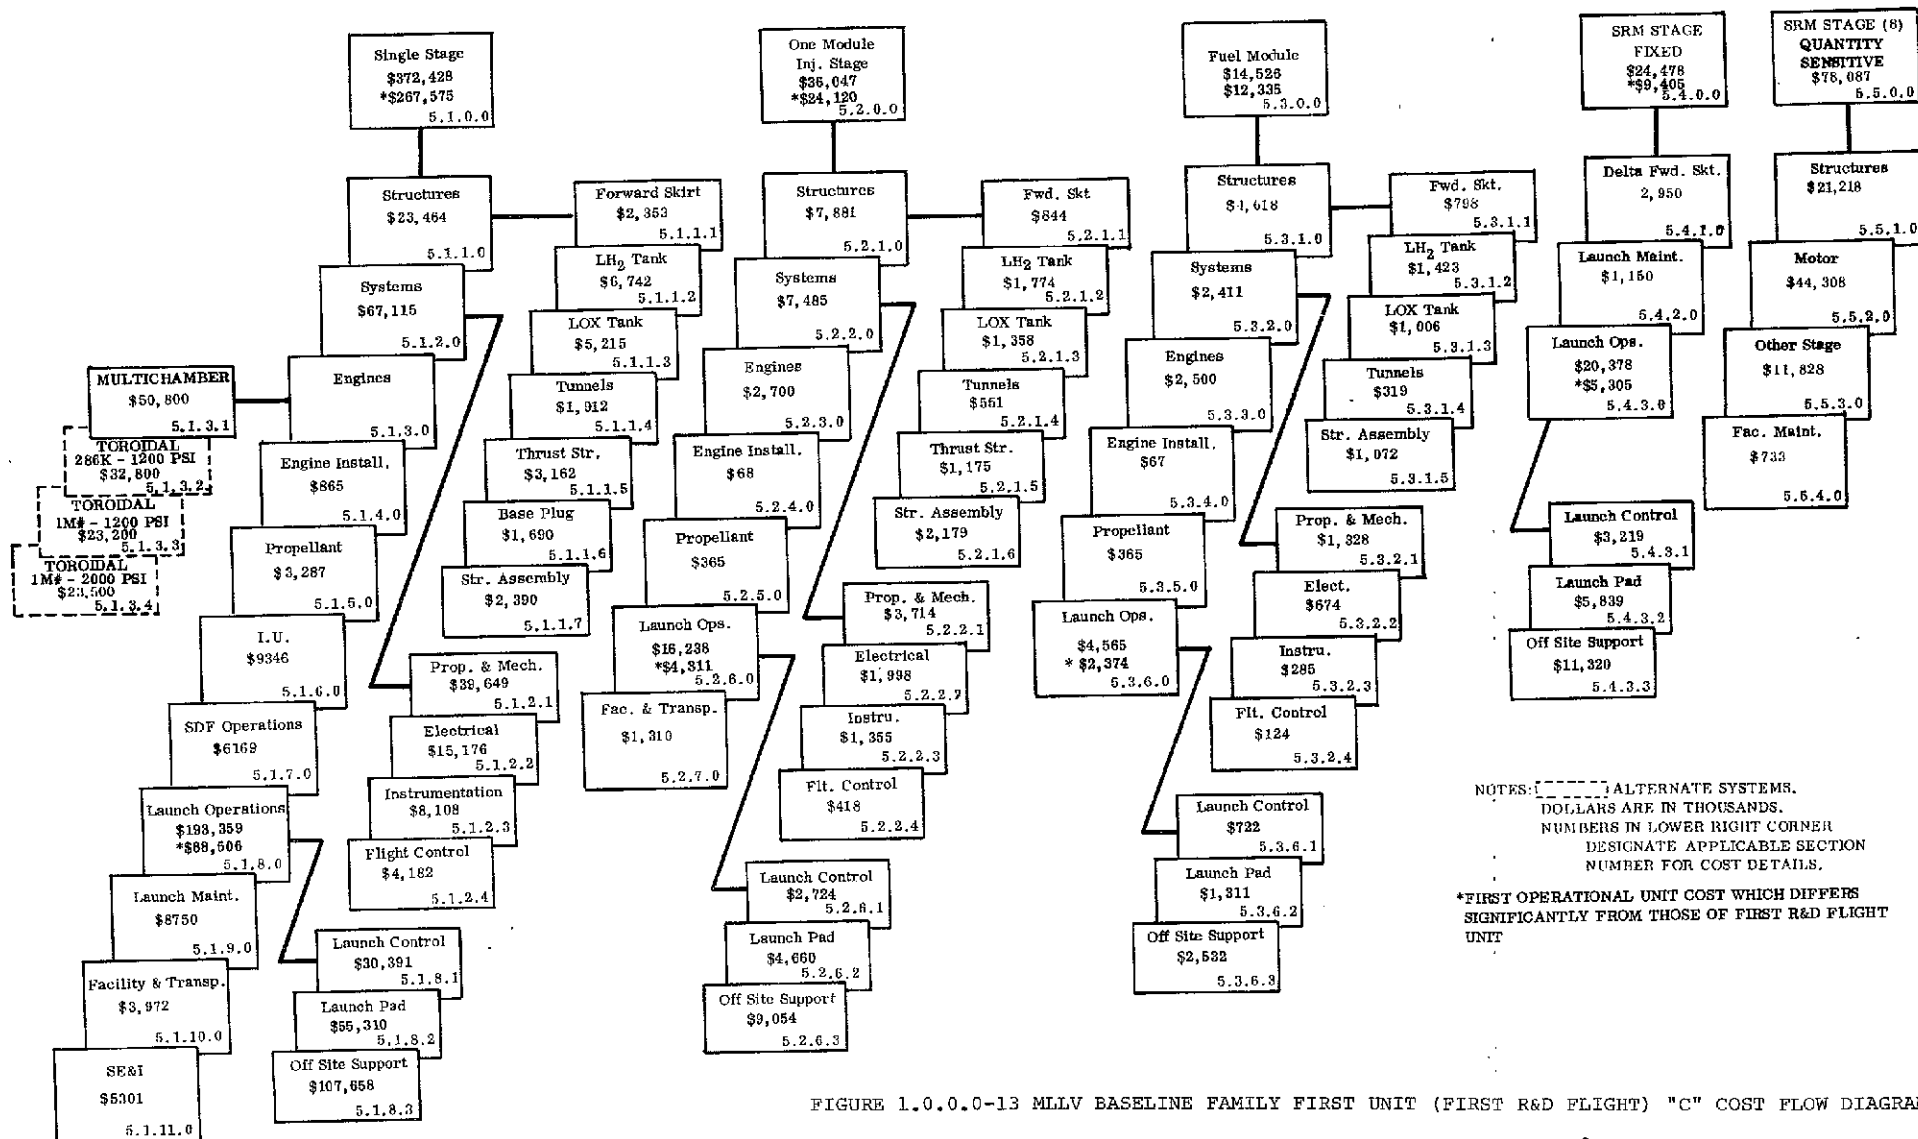 Single Stage
$372,428
*$267,575
5.1.0.0
Structures
$23,464
5.1.1.0
Forward Skirt
$2,353
5.1.1.1
LH2 Tank
$6,742
5.1.1.2
LOX Tank
$5,215
5.1.1.3
Tunnels
$1,912
5.1.1.4
Thrust Str.
$3,162
5.1.1.5
Base Plug
$1,690
5.1.1.6
Str. Assembly
$2,390
5.1.1.7
Systems
$67,115
5.1.2.0
Prop. & Mech.
$39,649
5.1.2.1
Electrical
$15,176
5.1.2.2
Instrumentation
$8,108
5.1.2.3
Flight Control
$4,182
5.1.2.4
Engines
5.1.3.0
MULTICHAMBER
$50,800
5.1.3.1
TOROIDAL
286K - 1200 PSI
$32,800
5.1.3.2
TOROIDAL
1M# - 1200 PSI
$23,200
5.1.3.3
TOROIDAL
1M# - 2000 PSI
$23,500
5.1.3.4
Engine Install.
$865
5.1.4.0
Propellant
$3,287
5.1.5.0
I.U.
$9346
5.1.6.0
SDF Operations
$6169
5.1.7.0
Launch Operations
$193,359
*$88,506
5.1.8.0
Launch Control
$30,391
5.1.8.1
Launch Pad
$55,310
5.1.8.2
Off Site Support
$107,658
5.1.8.3
Launch Maint.
$8750
5.1.9.0
Facility & Transp.
$3,972
5.1.10.0
SE&I
$5301
5.1.11.0
One Module
Inj. Stage
$36,047
*$24,120
5.2.0.0
Structures
$7,881
5.2.1.0
Fwd. Skt
$844
5.2.1.1
LH2 Tank
$1,774
5.2.1.2
LOX Tank
$1,358
5.2.1.3
Tunnels
$551
5.2.1.4
Thrust Str.
$1,175
5.2.1.5
Str. Assembly
$2,179
5.2.1.6
Systems
$7,485
5.2.2.0
Prop. & Mech.
$3,714
5.2.2.1
Electrical
$1,998
5.2.2.2
Instru.
$1,355
5.2.2.3
Flt. Control
$418
5.2.2.4
Engines
$2,700
5.2.3.0
Engine Install.
$68
5.2.4.0
Propellant
$365
5.2.5.0
Launch Ops.
$16,238
*$4,311
5.2.6.0
Launch Control
$2,724
5.2.6.1
Launch Pad
$4,660
5.2.6.2
Off Site Support
$9,054
5.2.6.3
Fac. & Transp.
$1,310
5.2.7.0
Fuel Module
$14,526
$12,335
5.3.0.0
Structures
$4,618
5.3.1.0
Fwd. Skt.
$798
5.3.1.1
LH2 Tank
$1,423
5.3.1.2
LOX Tank
$1,006
5.3.1.3
Tunnels
$319
5.3.1.4
Str. Assembly
$1,072
5.3.1.5
Systems
$2,411
5.3.2.0
Prop. & Mech.
$1,328
5.3.2.1
Elect.
$674
5.3.2.2
Instru.
$285
5.3.2.3
Flt. Control
$124
5.3.2.4
Engines
$2,500
5.3.3.0
Engine Install.
$67
5.3.4.0
Propellant
$365
5.3.5.0
Launch Ops.
$4,565
* $2,374
5.3.6.0
Launch Control
$722
5.3.6.1
Launch Pad
$1,311
5.3.6.2
Off Site Support
$2,532
5.3.6.3
SRM STAGE
FIXED
$24,478
*$9,405
5.4.0.0
Delta Fwd. Skt.
2,950
5.4.1.0
Launch Maint.
$1,150
5.4.2.0
Launch Ops.
$20,378
*$5,305
5.4.3.0
Launch Control
$3,219
5.4.3.1
Launch Pad
$5,839
5.4.3.2
Off Site Support
$11,320
5.4.3.3
SRM STAGE (8)
QUANTITY
SENSITIVE
$78,087
5.5.0.0
Structures
$21,218
5.5.1.0
Motor
$44,308
5.5.2.0
Other Stage
$11,828
5.5.3.0
Fac. Maint.
$733
5.5.4.0
NOTES: ALTERNATE SYSTEMS.
DOLLARS ARE IN THOUSANDS.
NUMBERS IN LOWER RIGHT CORNER
DESIGNATE APPLICABLE SECTION
NUMBER FOR COST DETAILS.
*FIRST OPERATIONAL UNIT COST WHICH DIFFERS
SIGNIFICANTLY FROM THOSE OF FIRST R&D FLIGHT
UNIT
FIGURE 1.0.0.0-13 MLLV BASELINE FAMILY FIRST UNIT (FIRST R&D FLIGHT) "C" COST FLOW DIAGRA